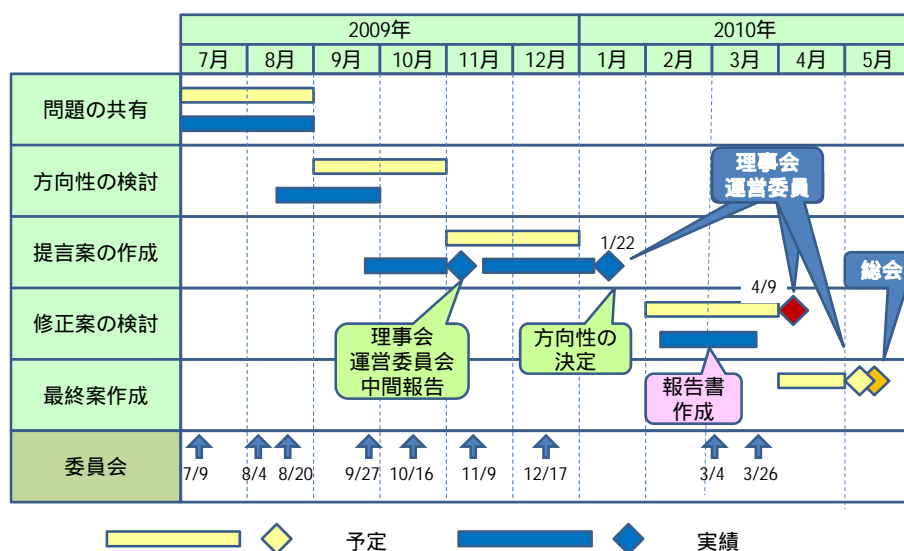 2009年
2010年
7月
8月
9月
10月
11月
12月
1月
2月
3月
4月
5月
問題の共有
方向性の検討
理事会
運営委員
提言案の作成
1/22
総会
4/9
修正案の検討
理事会
運営委員会
中間報告
方向性の
決定
報告書
作成
最終案作成
委員会
7/9
8/4
8/20
9/27
10/16
11/9
12/17
3/4
3/26
予定
実績